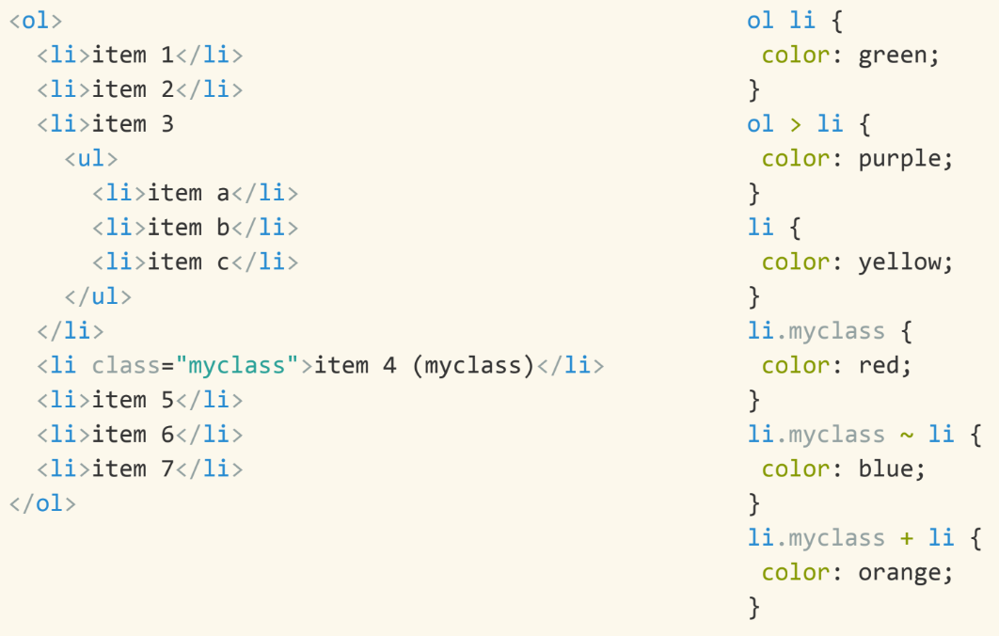 <ol>
  <li>item 1</li>
  <li>item 2</li>
  <li>item 3
    <ul>
      <li>item a</li>
      <li>item b</li>
      <li>item c</li>
    </ul>
  </li>
  <li class="myclass">item 4 (myclass)</li>
  <li>item 5</li>
  <li>item 6</li>
  <li>item 7</li>
</ol>
ol li {
 color: green;
}
ol > li {
 color: purple;
}
li {
 color: yellow;
}
li.myclass {
 color: red;
}
li.myclass ~ li {
 color: blue;
}
li.myclass + li {
 color: orange;
}